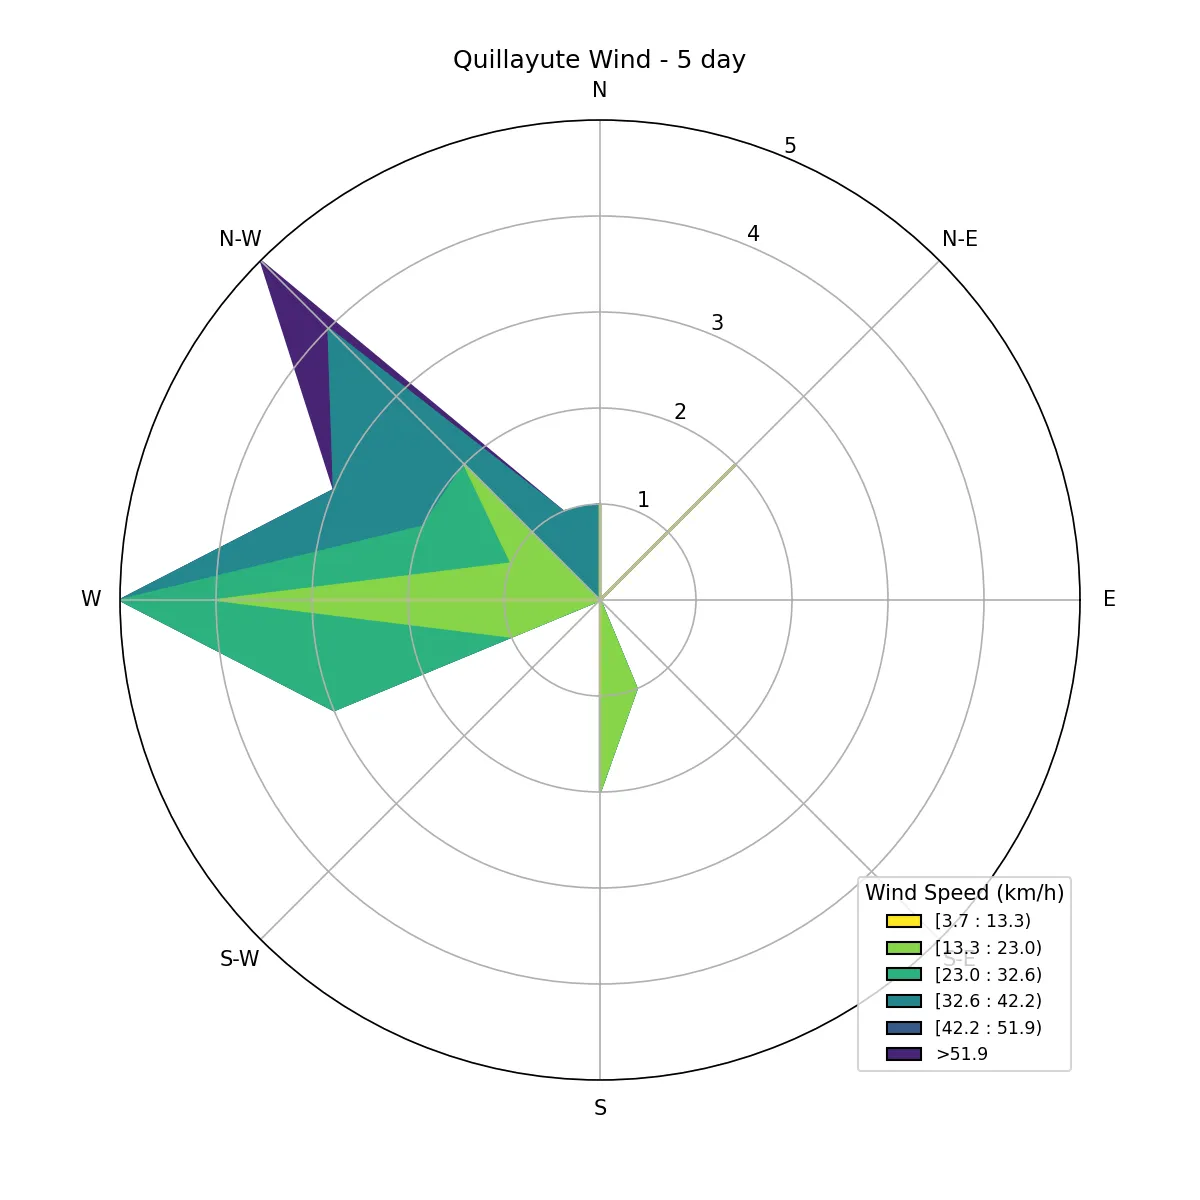 Quillayute Wind - 5 day
N
5
N-W
N-E
4
3
2
1
W
E
S-W
S-E
S
Wind Speed (km/h)
[3.7 : 13.3)
[13.3 : 23.0)
[23.0 : 32.6)
[32.6 : 42.2)
[42.2 : 51.9)
>51.9